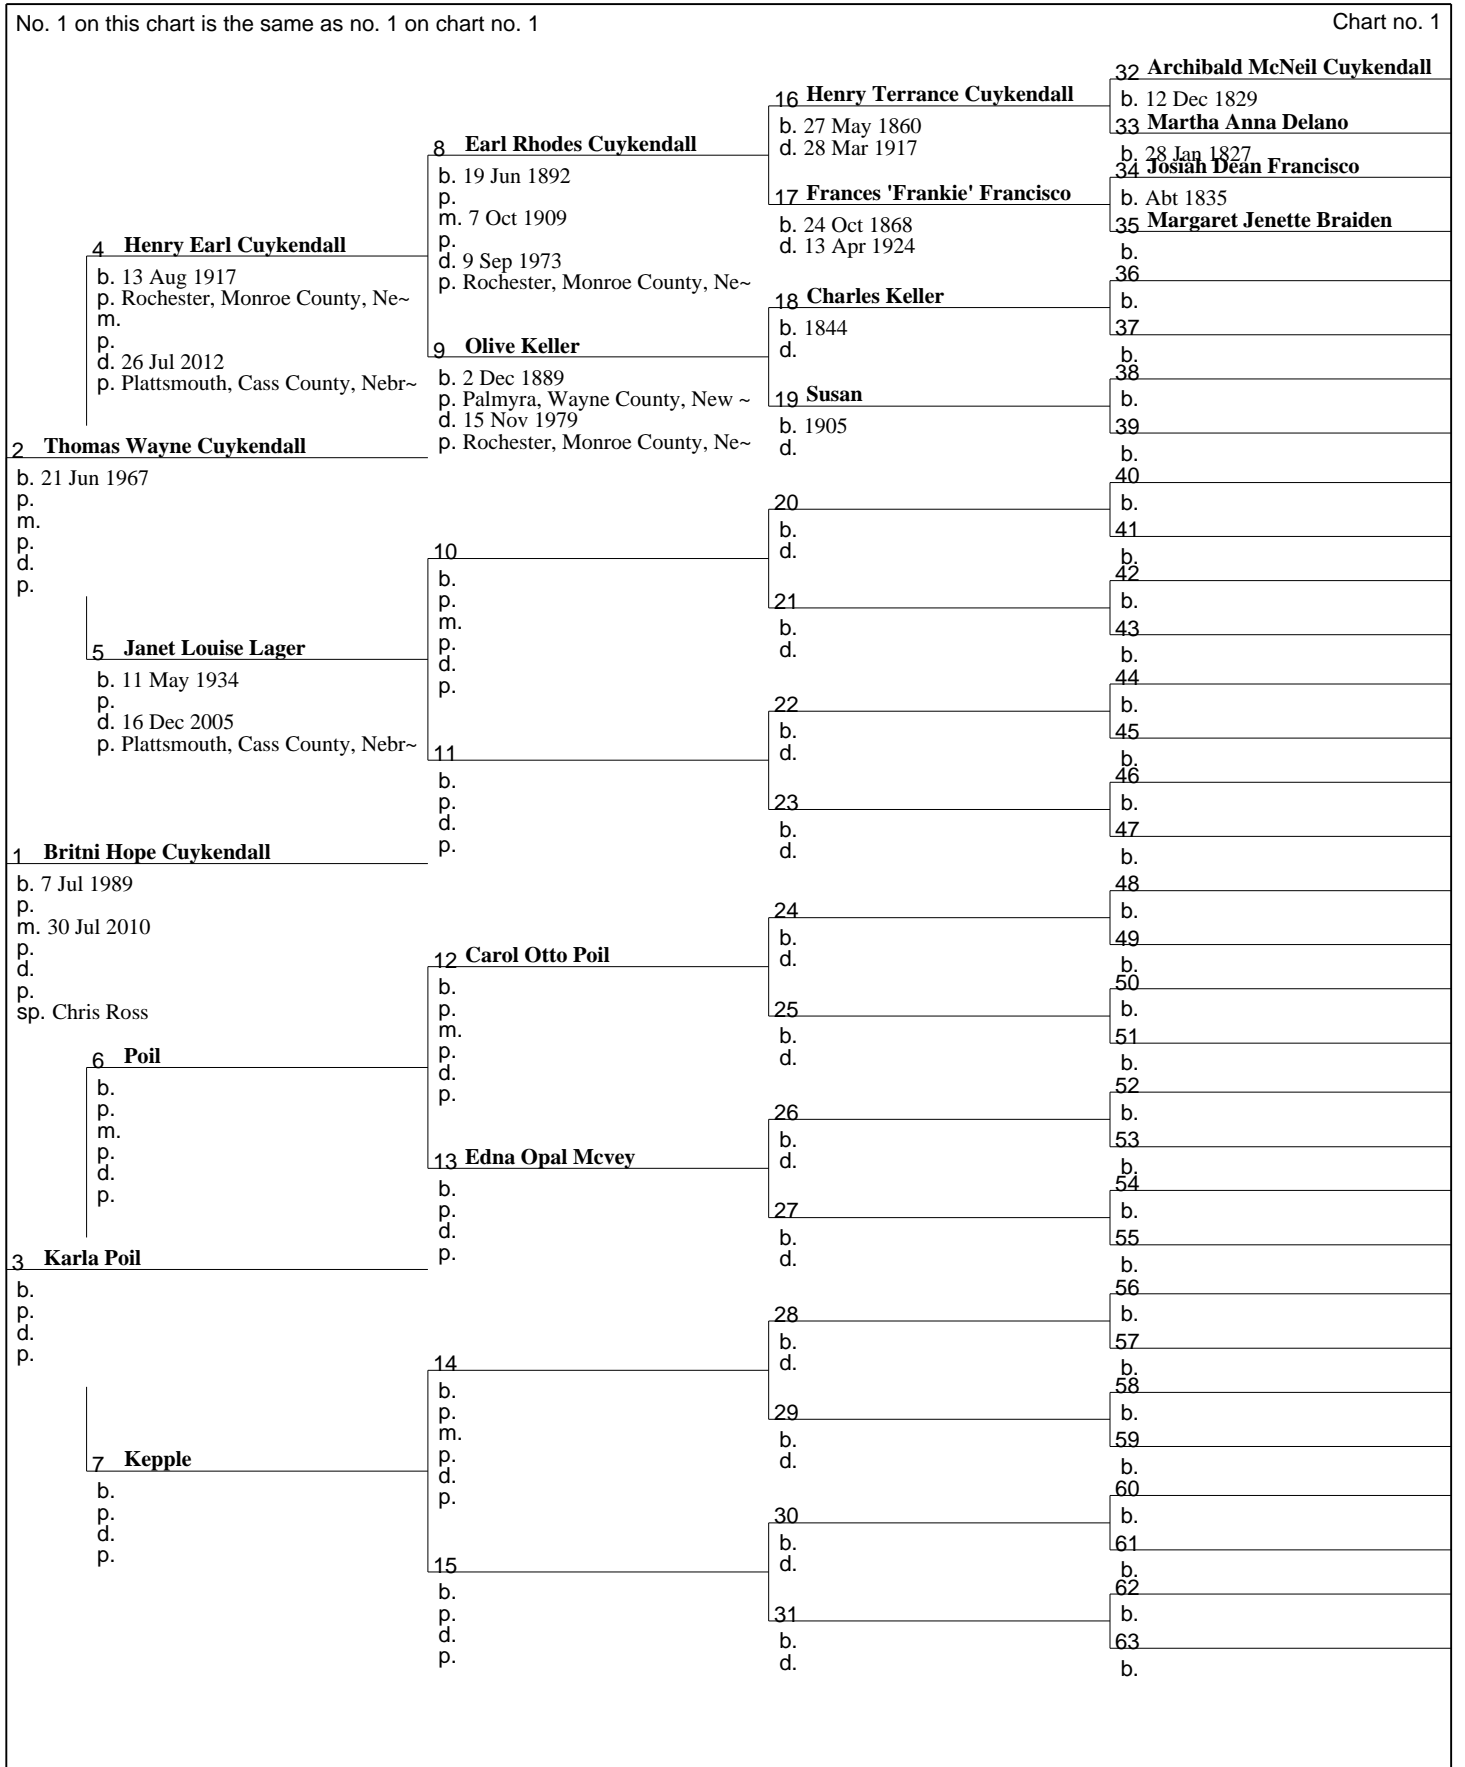 No. 1 on this chart is the same as no. 1 on chart no. 1
Chart no. 1
1 Britni Hope Cuykendall
b. 7 Jul 1989
p.
m. 30 Jul 2010
p.
d.
p.
sp. Chris Ross
2 Thomas Wayne Cuykendall
b. 21 Jun 1967
p.
m.
p.
d.
p.
3 Karla Poil
b.
p.
d.
p.
4 Henry Earl Cuykendall
b. 13 Aug 1917
p. Rochester, Monroe County, Ne~
m.
p.
d. 26 Jul 2012
p. Plattsmouth, Cass County, Nebr~
5 Janet Louise Lager
b. 11 May 1934
p.
d. 16 Dec 2005
p. Plattsmouth, Cass County, Nebr~
6 Poil
b.
p.
m.
p.
d.
p.
7 Kepple
b.
p.
d.
p.
8 Earl Rhodes Cuykendall
b. 19 Jun 1892
p.
m. 7 Oct 1909
p.
d. 9 Sep 1973
p. Rochester, Monroe County, Ne~
9 Olive Keller
b. 2 Dec 1889
p. Palmyra, Wayne County, New ~
d. 15 Nov 1979
p. Rochester, Monroe County, Ne~
10
b.
p.
m.
p.
d.
p.
11
b.
p.
d.
p.
12 Carol Otto Poil
b.
p.
m.
p.
d.
p.
13 Edna Opal Mcvey
b.
p.
d.
p.
14
b.
p.
m.
p.
d.
p.
15
b.
p.
d.
p.
16 Henry Terrance Cuykendall
b. 27 May 1860
d. 28 Mar 1917
17 Frances 'Frankie' Francisco
b. 24 Oct 1868
d. 13 Apr 1924
18 Charles Keller
b. 1844
d.
19 Susan
b. 1905
d.
20
b.
d.
21
b.
d.
22
b.
d.
23
b.
d.
24
b.
d.
25
b.
d.
26
b.
d.
27
b.
d.
28
b.
d.
29
b.
d.
30
b.
d.
31
b.
d.
32 Archibald McNeil Cuykendall
b. 12 Dec 1829
33 Martha Anna Delano
b. 28 Jan 1827
34 Josiah Dean Francisco
b. Abt 1835
35 Margaret Jenette Braiden
b.
36
b.
37
b.
38
b.
39
b.
40
b.
41
b.
42
b.
43
b.
44
b.
45
b.
46
b.
47
b.
48
b.
49
b.
50
b.
51
b.
52
b.
53
b.
54
b.
55
b.
56
b.
57
b.
58
b.
59
b.
60
b.
61
b.
62
b.
63
b.